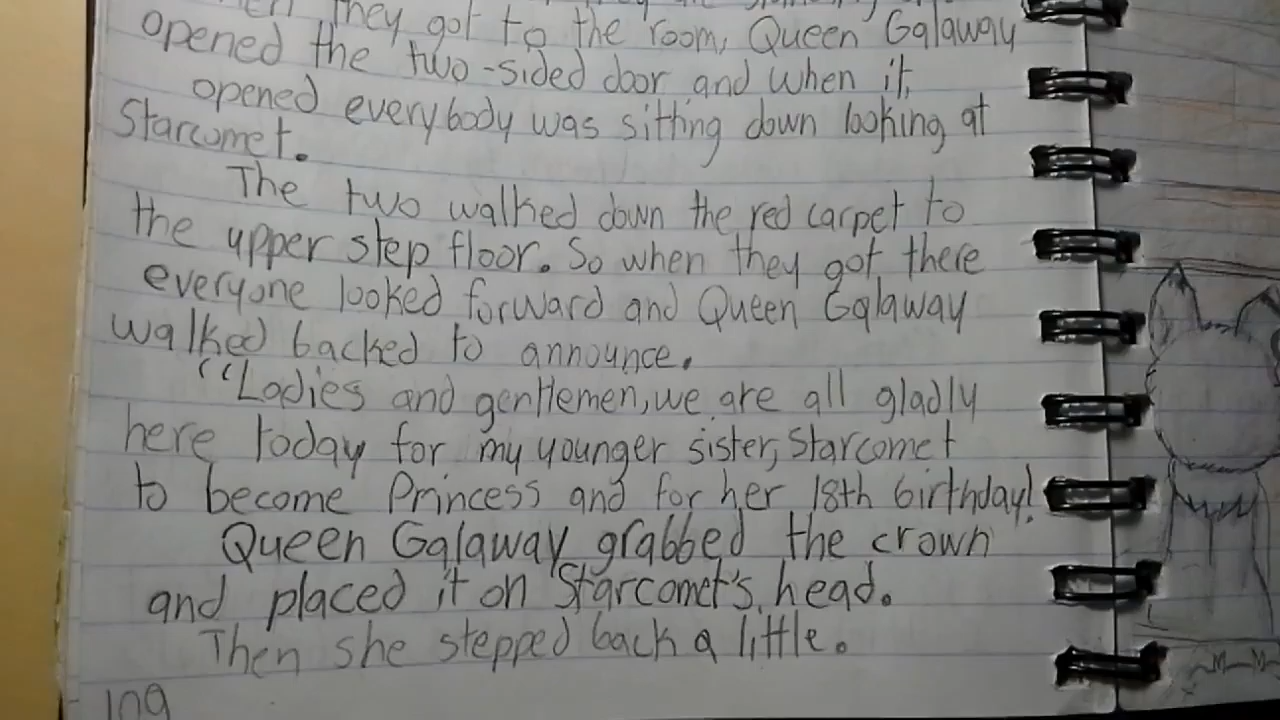 they got to the room, Queen Galaway
opened the two-sided door and when it,
opened everybody was sitting down looking at
Starcomet.
The two walked down the red carpet to
the upper step floor. So when they got there
everyone looked forward and Queen Galaway
walked backed to announce.
"Ladies and gentlemen, we are all gladly
here today for my younger sister, Starcomet
to become Princess and for her 18th birthday!
Queen Galaway grabbed the crown
and placed it on Starcomet's head.
Then she stepped back a little.
109